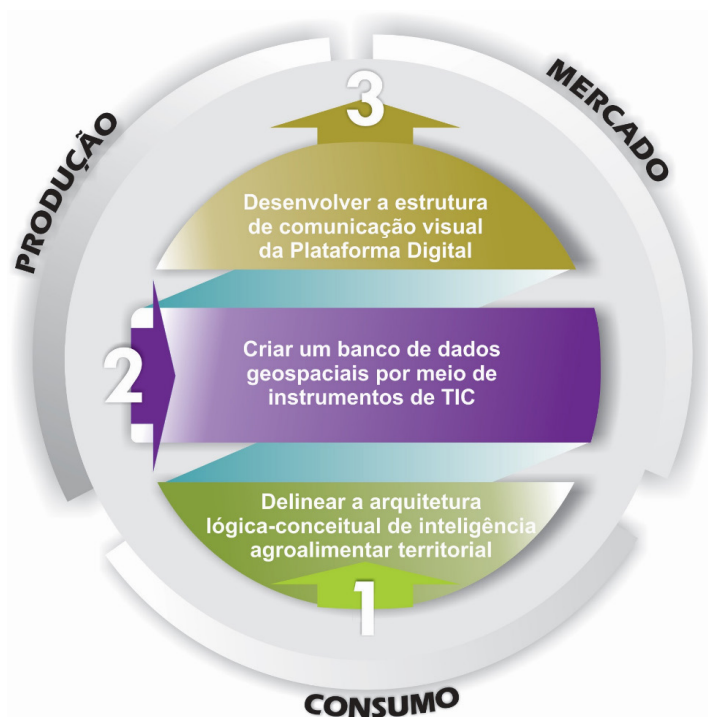 PRODUÇÃO
MERCADO
3
Desenvolver a estrutura
de comunicação visual
da Plataforma Digital
2
Criar um banco de dados
geospaciais por meio de
instrumentos de TIC
Delinear a arquitetura
lógica-conceitual de inteligência
agroalimentar territorial
1
CONSUMO